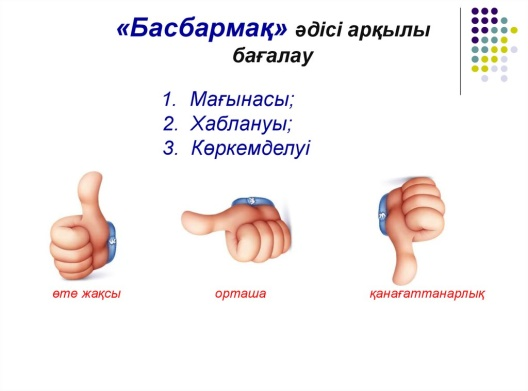 «Басбармақ» әдісі арқылы
бағалау
1. Мағынасы;
2. Хаблануы;
3. Көркемделуі
өте жақсы
орташа
қанағаттанарлық